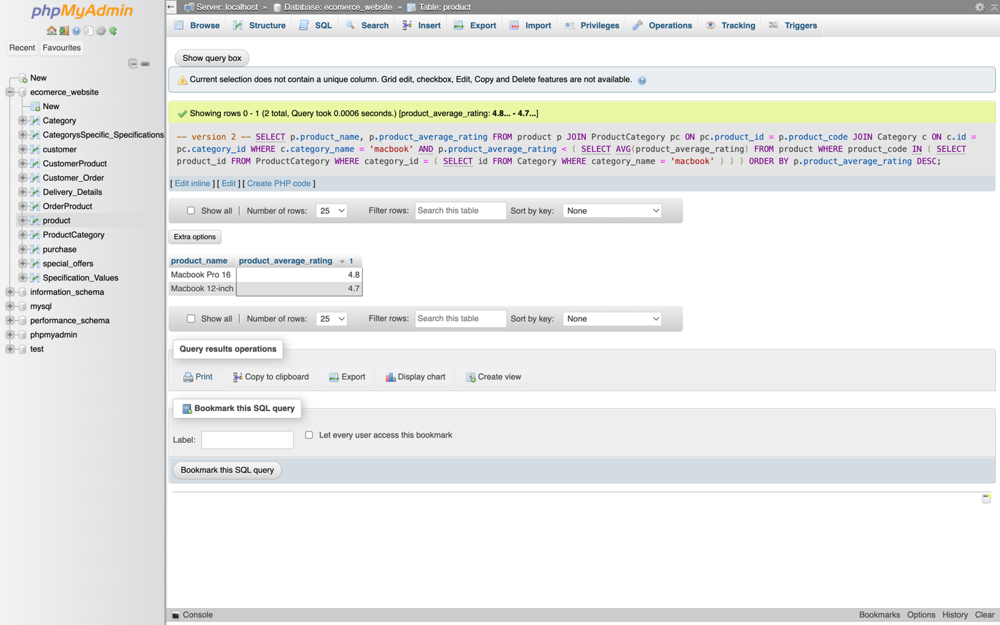 phpMyAdmin
Recent Favourites
New
ecomerce_website
New
Category
CategorysSpecific_Specifications
customer
CustomerProduct
Customer_Order
Delivery_Details
OrderProduct
product
ProductCategory
purchase
special_offers
Specification_Values
information_schema
mysql
performance_schema
phpmyadmin
test
Server: localhost » Database: ecomerce_website » Table: product
Browse Structure SQL Search Insert Export Import Privileges Operations Tracking Triggers
Show query box
Current selection does not contain a unique column. Grid edit, checkbox, Edit, Copy and Delete features are not available.
Showing rows 0 - 1 (2 total, Query took 0.0006 seconds.) [product_average_rating: 4.8... - 4.7...]
-- version 2 -- SELECT p.product_name, p.product_average_rating FROM product p JOIN ProductCategory pc ON pc.product_id = p.product_code JOIN Category c ON c.id =
pc.category_id WHERE c.category_name = 'macbook' AND p.product_average_rating < ( SELECT AVG(product_average_rating) FROM product WHERE product_code IN ( SELECT
product_id FROM ProductCategory WHERE category_id = ( SELECT id FROM Category WHERE category_name = 'macbook' ) ) ) ORDER BY p.product_average_rating DESC;
[ Edit inline ] [ Edit ] [ Create PHP code ]
Show all | Number of rows: 25 Filter rows: Search this table Sort by key: None
Extra options
product_name product_average_rating 1
Macbook Pro 16 4.8
Macbook 12-inch 4.7
Show all | Number of rows: 25 Filter rows: Search this table Sort by key: None
Query results operations
Print Copy to clipboard Export Display chart Create view
Bookmark this SQL query
Label: Let every user access this bookmark
Bookmark this SQL query
Console Bookmarks Options History Clear